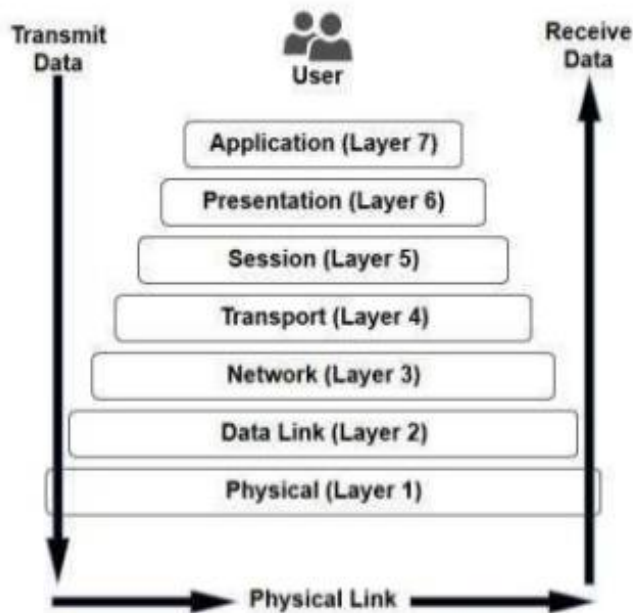 Transmit
Data
User
Receive
Data
Application (Layer 7)
Presentation (Layer 6)
Session (Layer 5)
Transport (Layer 4)
Network (Layer 3)
Data Link (Layer 2)
Physical (Layer 1)
Physical Link